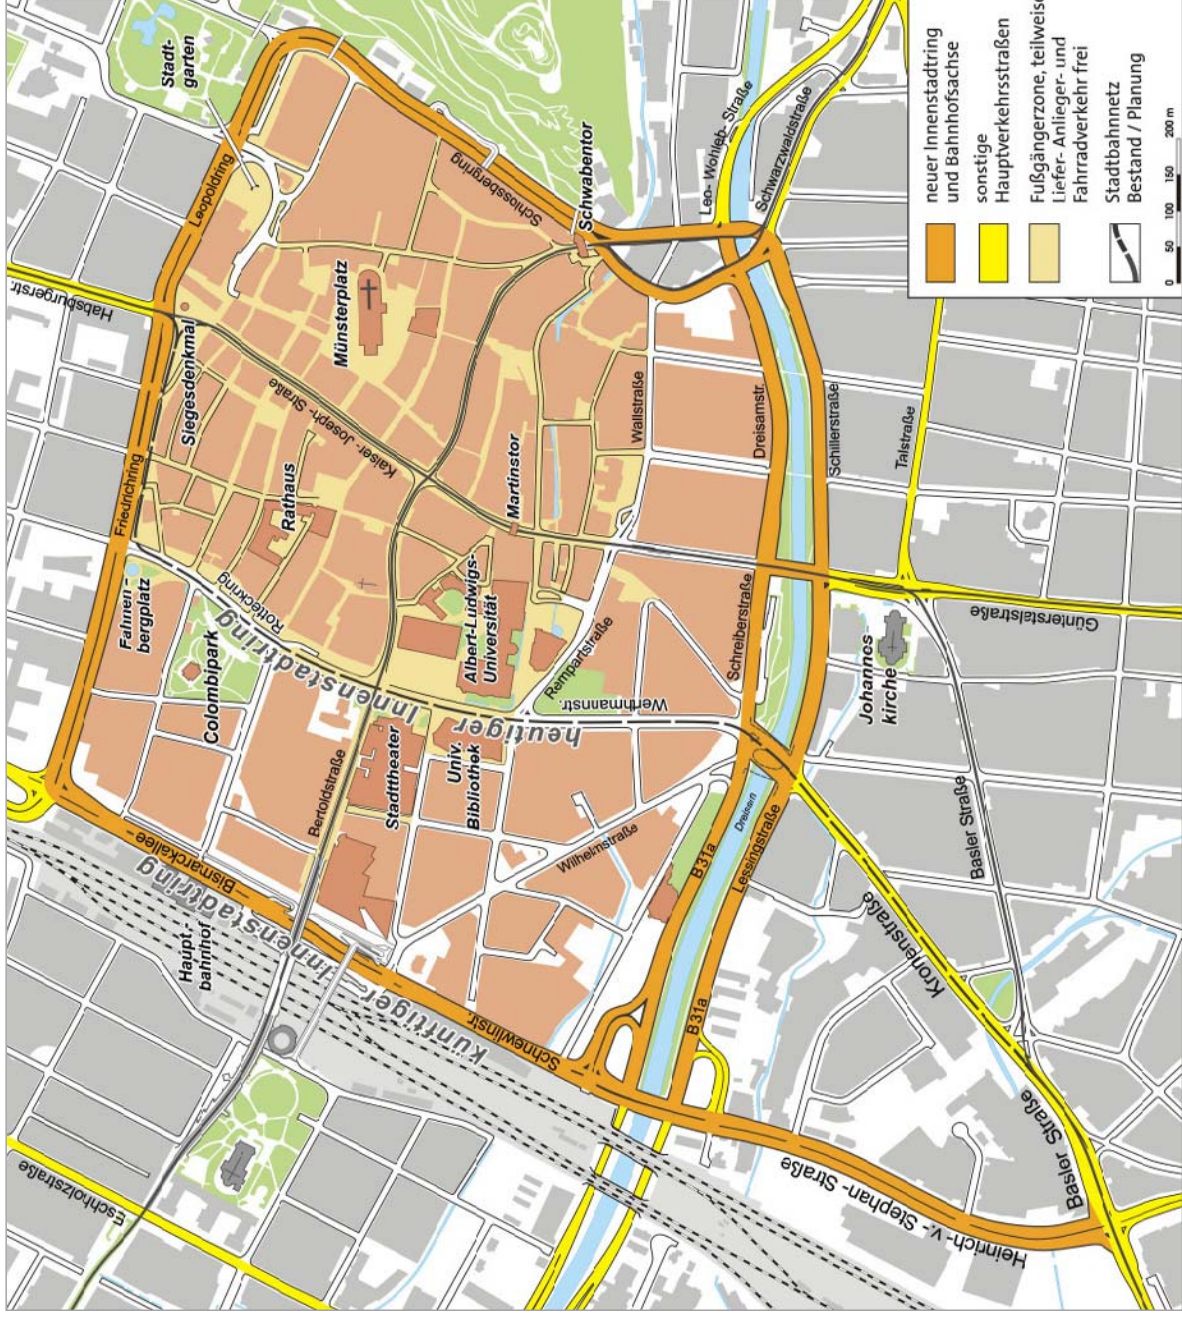 Stadt-
garten
Leopoldring
Schlossbergring
Schwabentor
Leo- Wohleb- Straße
Schwarzwaldstraße
Habsburgerstr.
Siegesdenkmal
Münsterplatz
Kaiser- Joseph- Straße
Friedrichring
Rathaus
Martinstor
Wallstraße
Dreisamstr.
Schillerstraße
Talstraße
Fahnen-
bergplatz
Rotteckring
Colombipark
heutiger Innenstadtring
Albert-Ludwigs-
Universität
Rempartstraße
Werthmannstr.
Schreiberstraße
Günterstalstraße
Johannes
kirche
Bertoldstraße
Stadttheater
Univ.
Bibliothek
Wilhelmstraße
Dreisam
B31a
Lessingstraße
Basler Straße
Bismarckallee
Haupt-
bahnhof
Künftiger Innenstadtring
Schnewlinstr.
B31a
Kronenstraße
Eschholzstraße
Heinrich- v. Stephan- Straße
Basler Straße
neuer Innenstadtring
und Bahnhofsachse
sonstige
Hauptverkehrsstraßen
Fußgängerzone, teilweise
Liefer- Anlieger- und
Fahrradverkehr frei
Stadtbahnnetz
Bestand / Planung
0 50 100 150 200 m